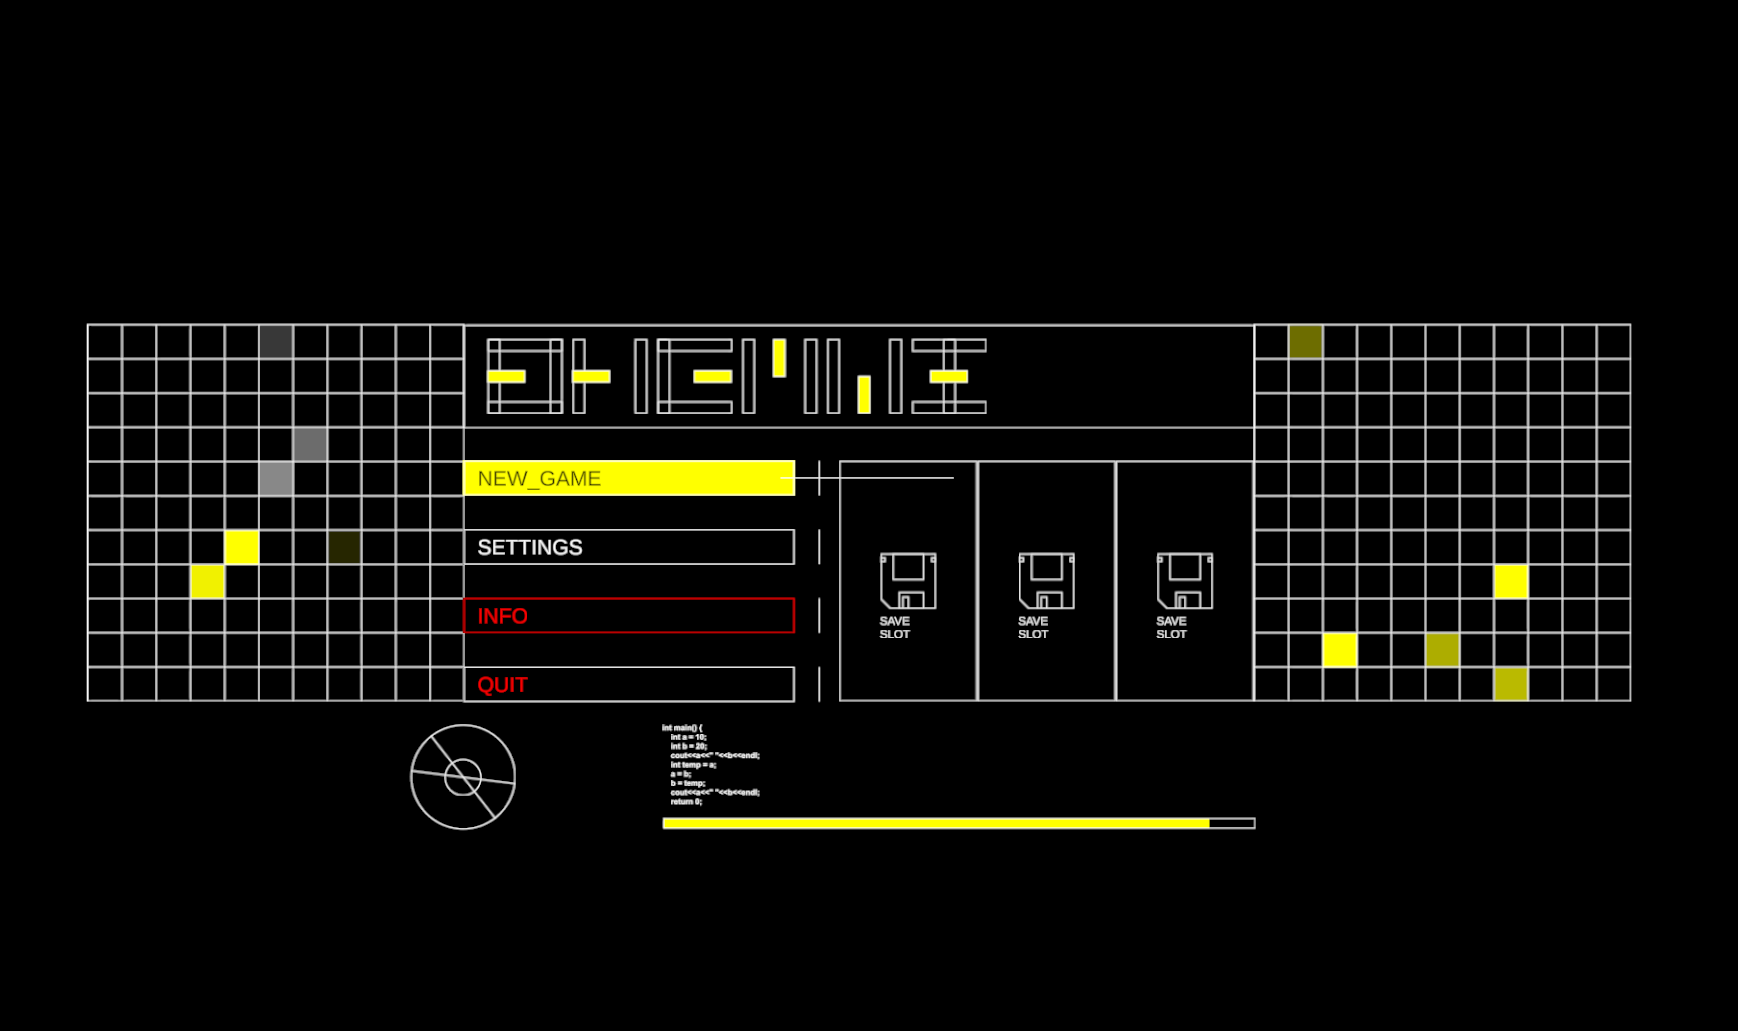 NEW_GAME
SETTINGS
INFO
QUIT
SAVE
SLOT
SAVE
SLOT
SAVE
SLOT
int main() {
int a = 10;
int b = 20;
cout<<a<<" "<<b<<endl;
int temp = a;
a = b;
b = temp;
cout<<a<<" "<<b<<endl;
return 0;